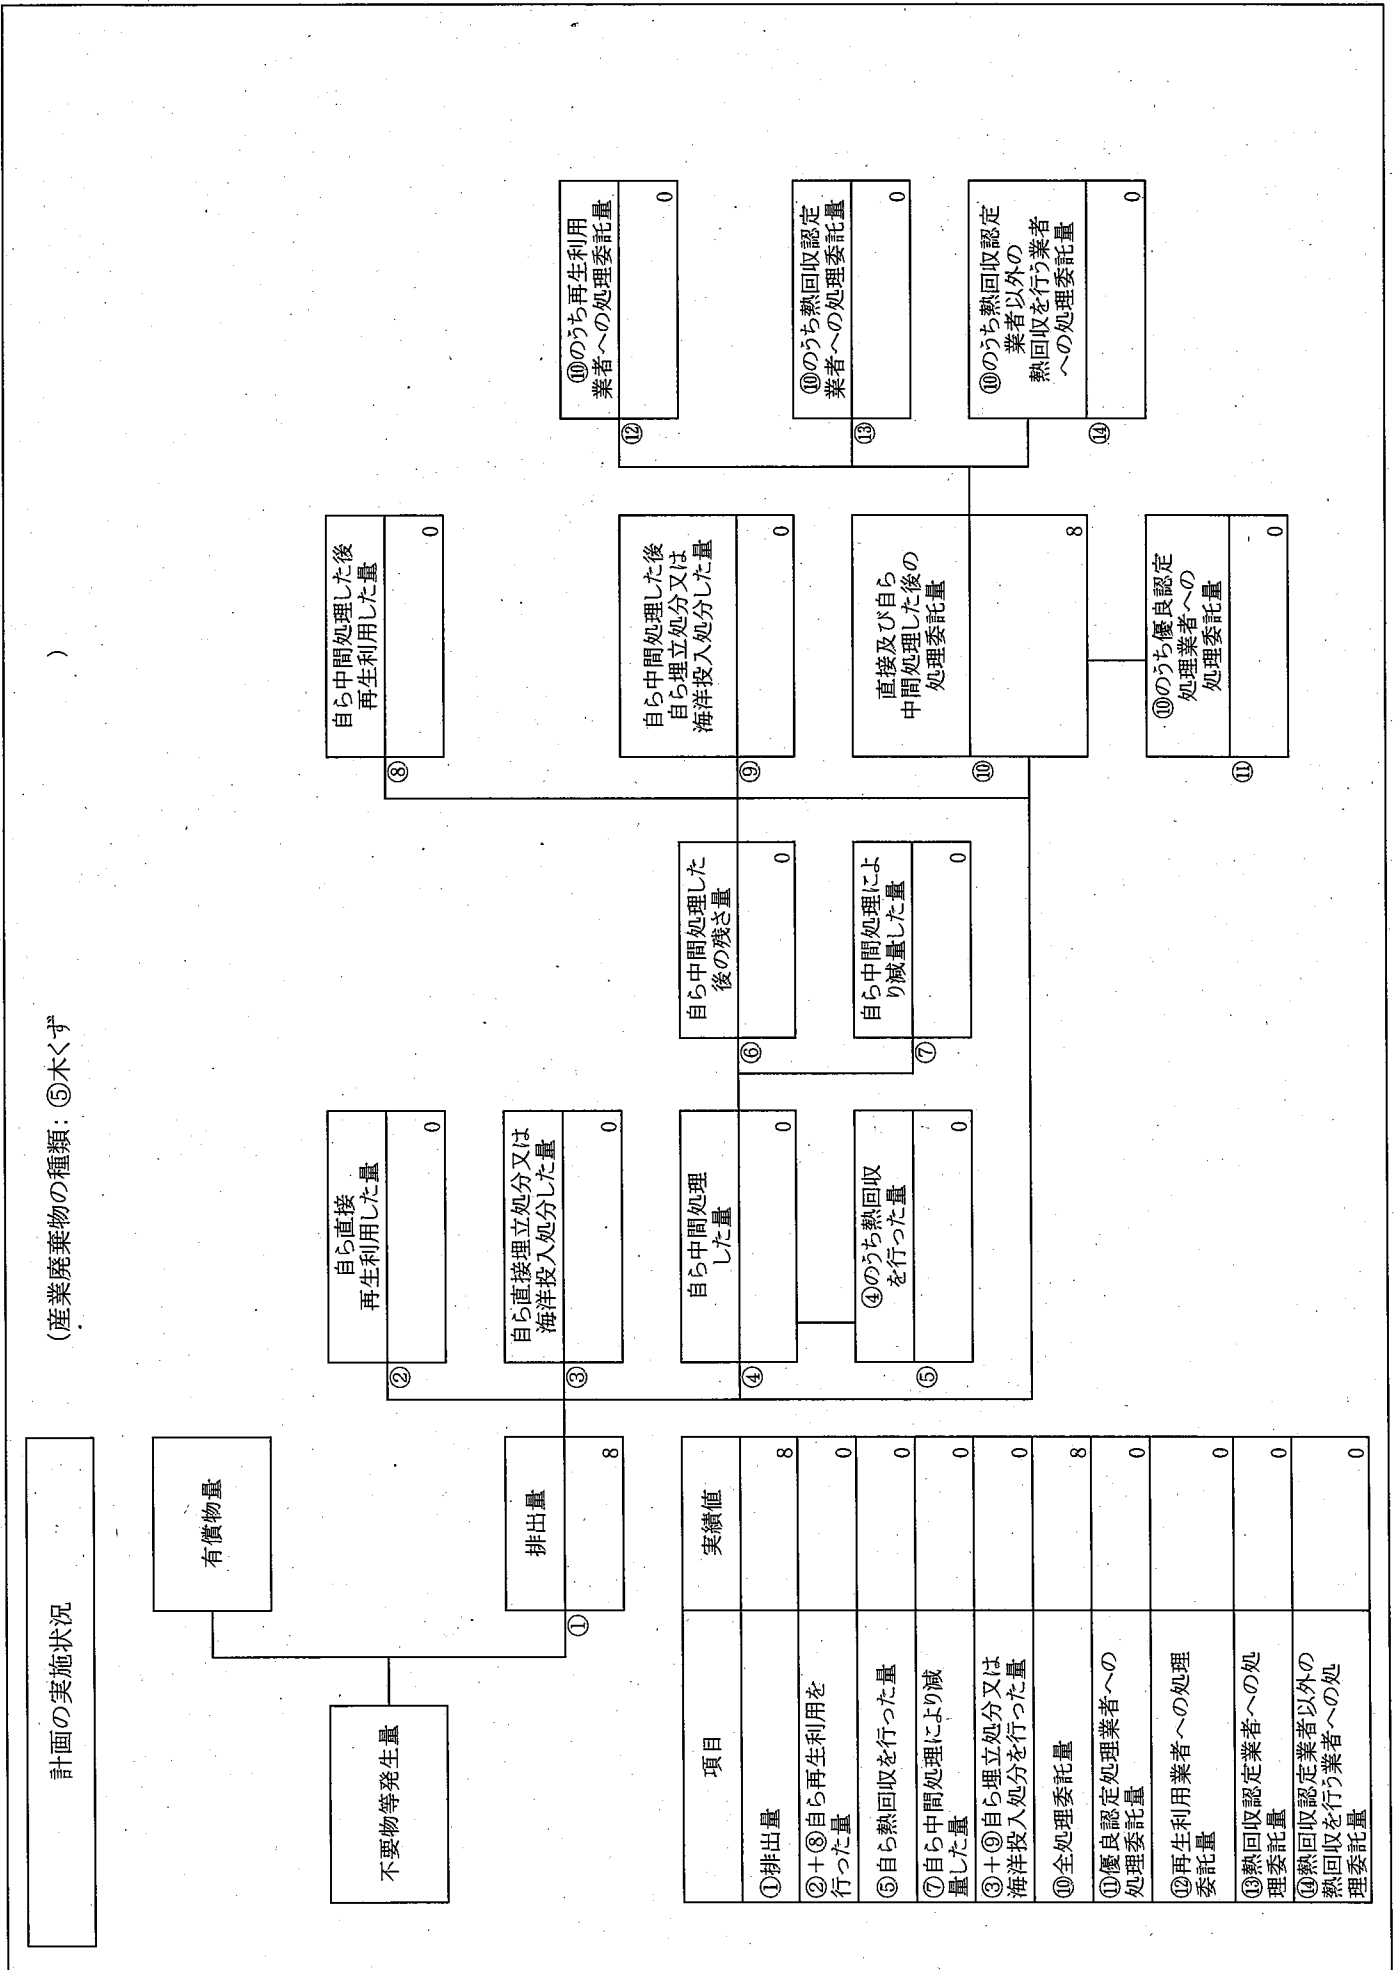 計画の実施状況
(産業廃棄物の種類：⑤木くず
)
不要物等発生量
有償物量
①
排出量
8
②
自ら直接
再生利用した量
0
③
自ら直接埋立処分又は
海洋投入処分した量
0
④
自ら中間処理
した量
0
⑤
④のうち熱回収
を行った量
0
⑥
自ら中間処理した
後の残さ量
0
⑦
自ら中間処理によ
り減量した量
0
⑧
自ら中間処理した後
再生利用した量
0
⑨
自ら中間処理した後
自ら埋立処分又は
海洋投入処分した量
0
⑩
直接及び自ら
中間処理した後の
処理委託量
8
⑪
⑩のうち優良認定
処理業者への
処理委託量
0
⑫
⑩のうち再生利用
業者への処理委託量
0
⑬
⑩のうち熱回収認定
業者への処理委託量
0
⑭
⑩のうち熱回収認定
業者以外の
熱回収を行う業者
への処理委託量
0
項目
実績値
①排出量
8
②＋⑧自ら再生利用を
行った量
0
⑤自ら熱回収を行った量
0
⑦自ら中間処理により減
量した量
0
③＋⑨自ら埋立処分又は
海洋投入処分を行った量
0
⑩全処理委託量
8
⑪優良認定処理業者への
処理委託量
0
⑫再生利用業者への処理
委託量
0
⑬熱回収認定業者への処
理委託量
0
⑭熱回収認定業者以外の
熱回収を行う業者への処
理委託量
0